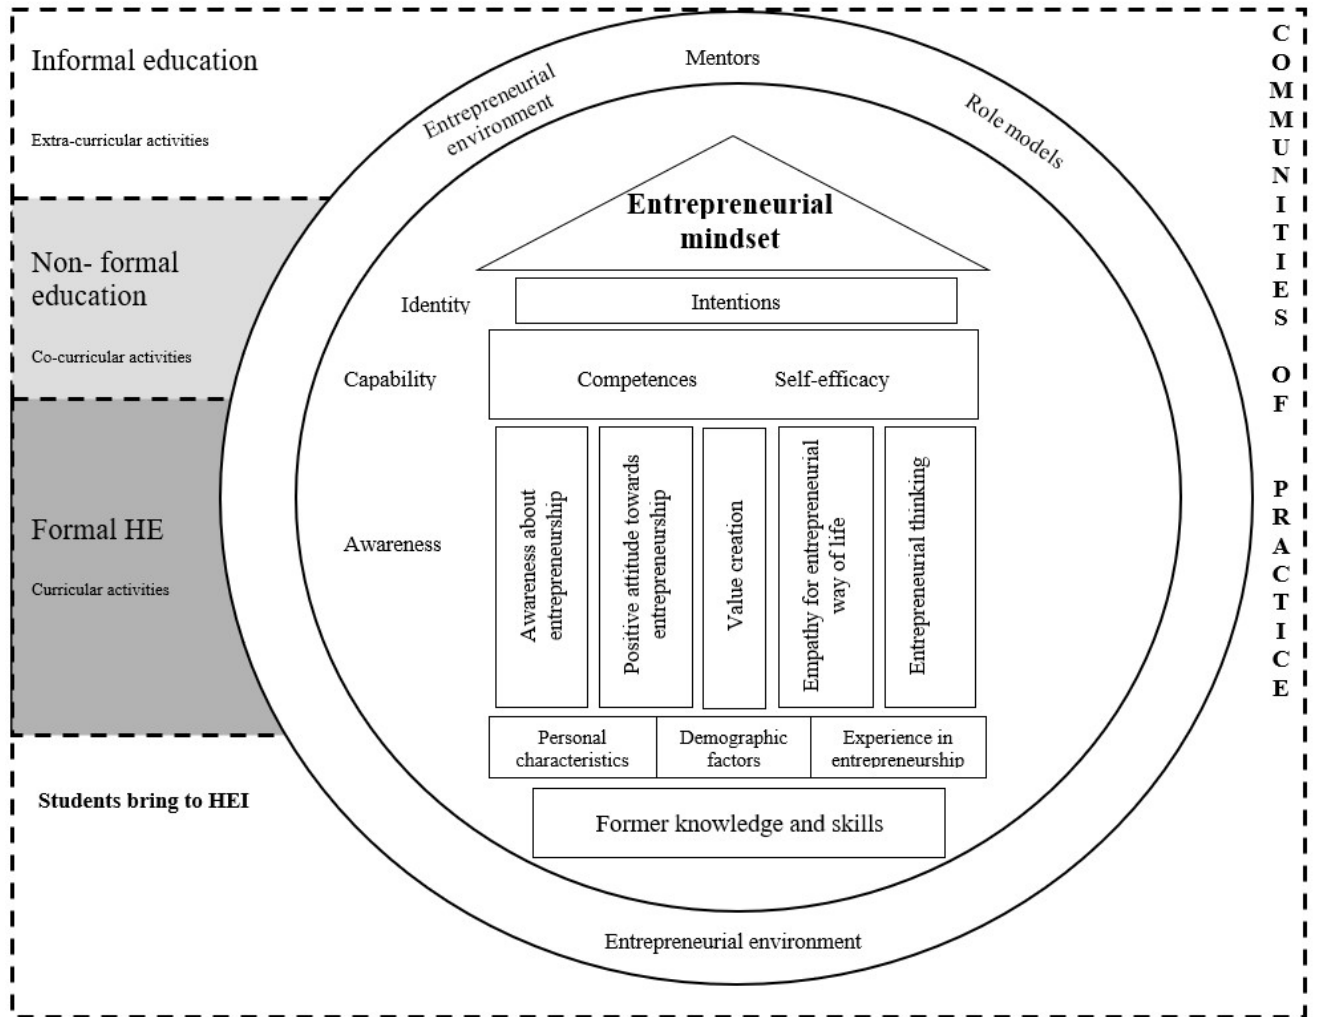 Informal education
Extra-curricular activities
Non- formal
education
Co-curricular activities
Formal HE
Curricular activities
Students bring to HEI
Mentors
Entrepreneurial
environment
Role models
Entrepreneurial
mindset
Identity
Intentions
Capability
Competences
Self-efficacy
Awareness
Awareness about
entrepreneurship
Positive attitude towards
entrepreneurship
Value creation
Empathy for entrepreneurial
way of life
Entrepreneurial thinking
Personal
characteristics
Demographic
factors
Experience in
entrepreneurship
Former knowledge and skills
Entrepreneurial environment
COMMUNITIES OF PRACTICE